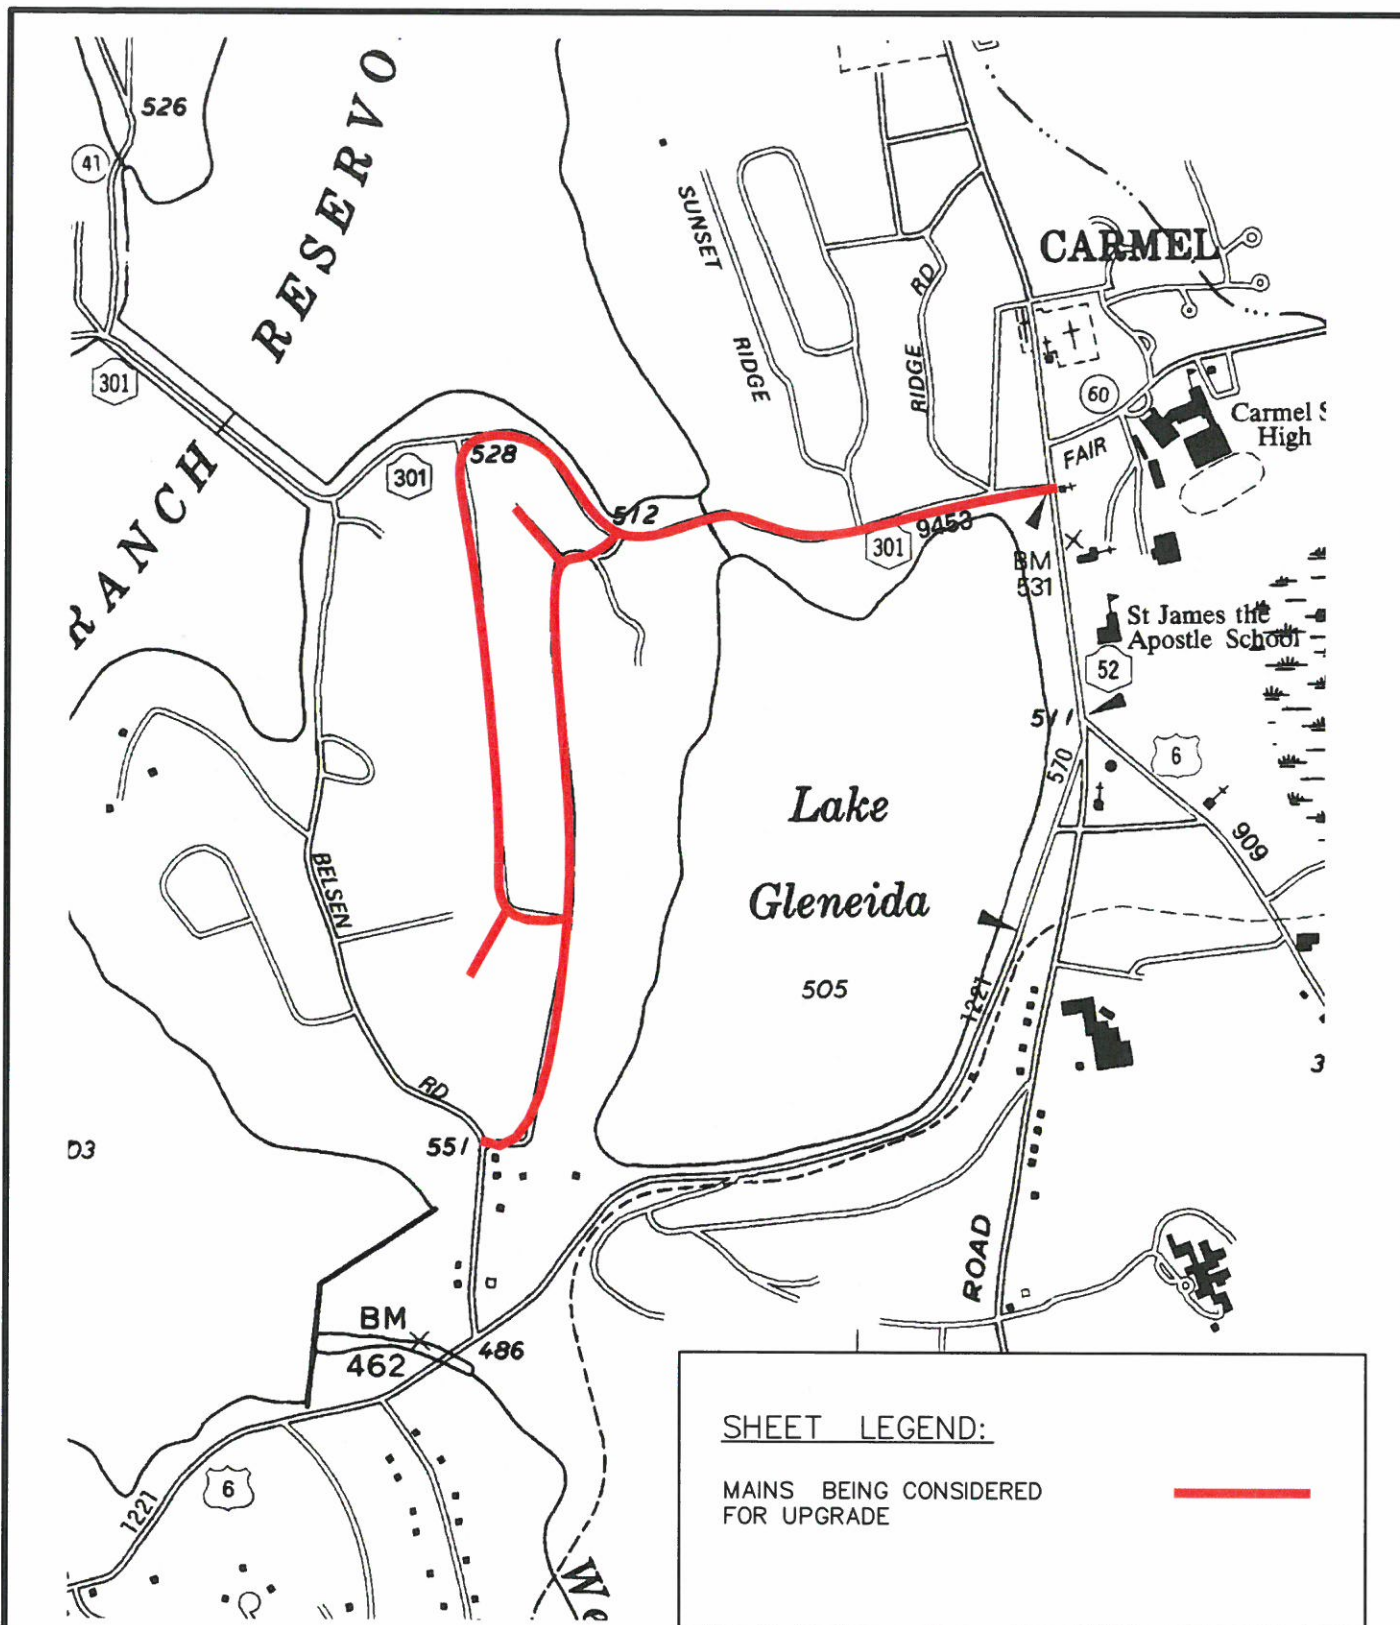 526
41
RESERVO
SUNSET
RIDGE
RIDGE
RD
CARMEL
301
60
Carmel S
High
FAIR
528
301
512
9453
301
RANCH
BM
531
St James the
Apostle School
52
511
570
6
Lake
Gleneida
505
909
BELSEN
RD
1221
551
03
3
ROAD
BM
462
486
6
1221
We
SHEET LEGEND:
MAINS BEING CONSIDERED
FOR UPGRADE